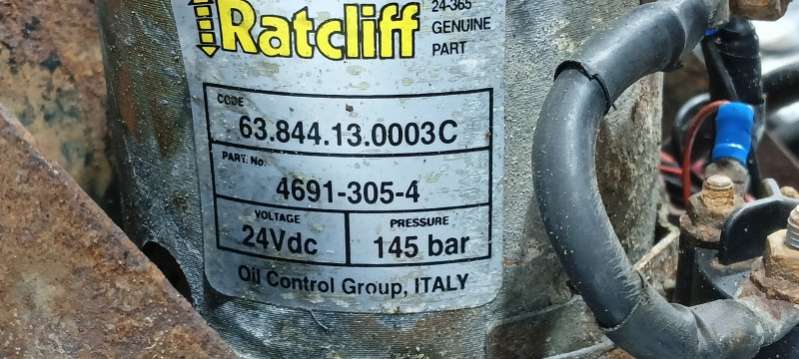 Ratcliff
24-365
GENUINE
PART
CODE
63.844.13.0003C
PART. No.
4691-305-4
VOLTAGE
24Vdc
PRESSURE
145 bar
Oil Control Group, ITALY